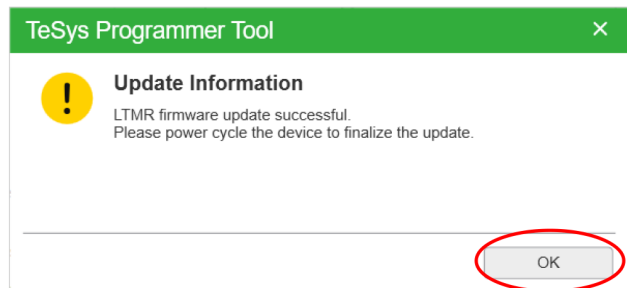 TeSys Programmer Tool
Update Information
LTMR firmware update successful.
Please power cycle the device to finalize the update.
OK